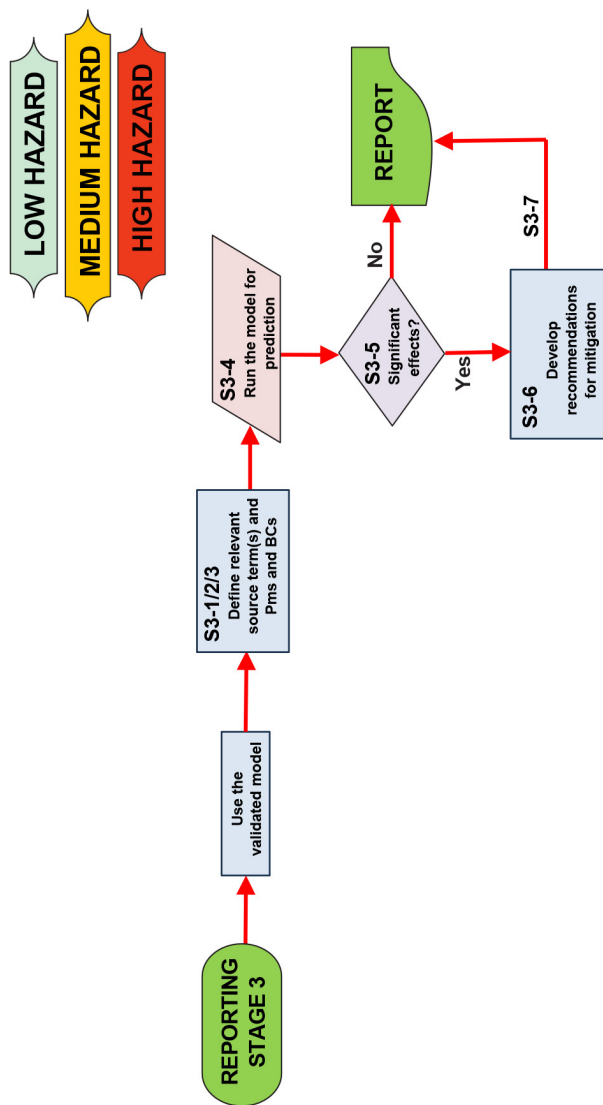 LOW HAZARD
MEDIUM HAZARD
HIGH HAZARD
REPORTING
STAGE 3
Use the
validated model
S3-1/2/3
Define relevant
source term(s) and
Pms and BCs
S3-4
Run the model for
prediction
S3-5
Significant
effects?
No
Yes
REPORT
S3-6
Develop
recommendations
for mitigation
S3-7